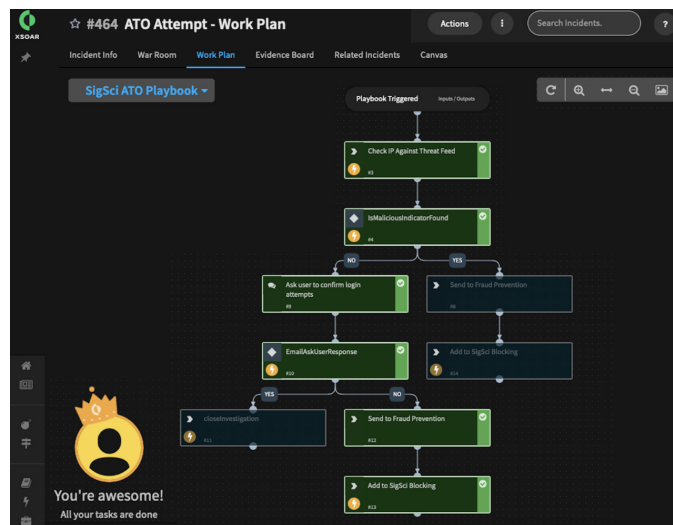 XSOAR
#464 ATO Attempt - Work Plan
Actions
Search Incidents.
?
Incident Info
War Room
Work Plan
Evidence Board
Related Incidents
Canvas
SigSci ATO Playbook
Playbook Triggered
Inputs / Outputs
Check IP Against Threat Feed
#3
IsMaliciousIndicatorFound
#4
NO
YES
Ask user to confirm login
attempts
#9
Send to Fraud Prevention
EmailAskUserResponse
#10
Add to SigSci Blocking
#14
YES
NO
closeInvestigation
#11
Send to Fraud Prevention
#12
Add to SigSci Blocking
#13
You're awesome!
All your tasks are done